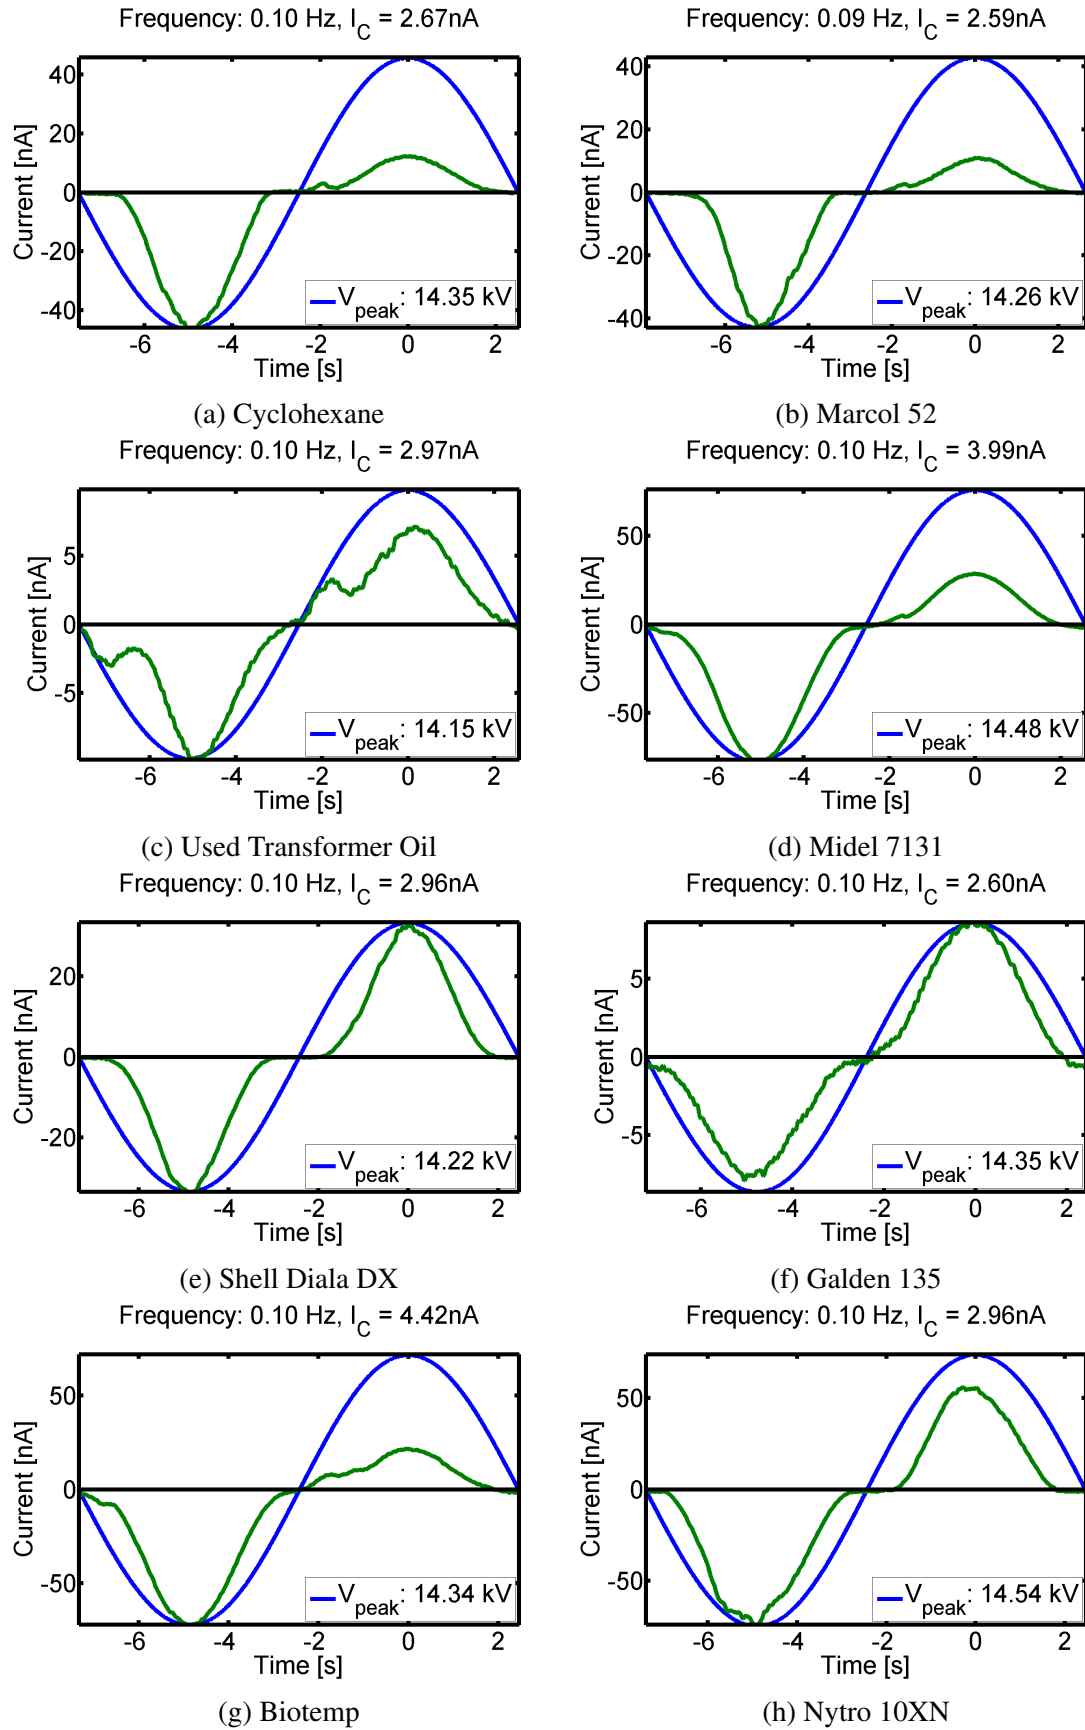 Frequency: 0.10 Hz, I_C = 2.67nA
Current [nA]
40
20
0
-20
-40
V_peak: 14.35 kV
-6 -4 -2 0 2
Time [s]
(a) Cyclohexane
Frequency: 0.09 Hz, I_C = 2.59nA
Current [nA]
40
20
0
-20
-40
V_peak: 14.26 kV
-6 -4 -2 0 2
Time [s]
(b) Marcol 52
Frequency: 0.10 Hz, I_C = 2.97nA
Current [nA]
5
0
-5
V_peak: 14.15 kV
-6 -4 -2 0 2
Time [s]
(c) Used Transformer Oil
Frequency: 0.10 Hz, I_C = 3.99nA
Current [nA]
50
0
-50
V_peak: 14.48 kV
-6 -4 -2 0 2
Time [s]
(d) Midel 7131
Frequency: 0.10 Hz, I_C = 2.96nA
Current [nA]
20
0
-20
V_peak: 14.22 kV
-6 -4 -2 0 2
Time [s]
(e) Shell Diala DX
Frequency: 0.10 Hz, I_C = 2.60nA
Current [nA]
5
0
-5
V_peak: 14.35 kV
-6 -4 -2 0 2
Time [s]
(f) Galden 135
Frequency: 0.10 Hz, I_C = 4.42nA
Current [nA]
50
0
-50
V_peak: 14.34 kV
-6 -4 -2 0 2
Time [s]
(g) Biotemp
Frequency: 0.10 Hz, I_C = 2.96nA
Current [nA]
50
0
-50
V_peak: 14.54 kV
-6 -4 -2 0 2
Time [s]
(h) Nytro 10XN